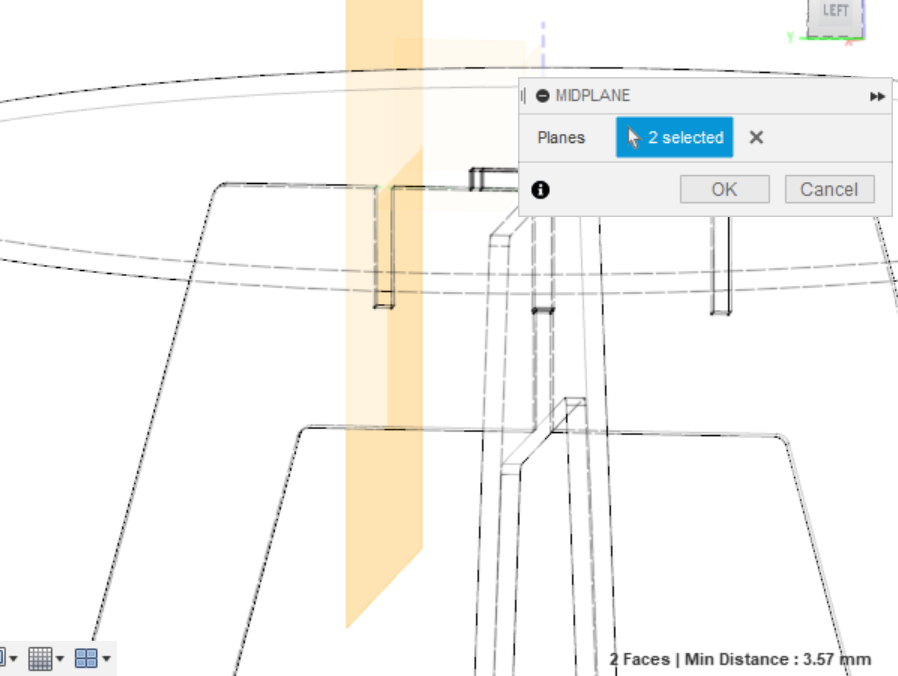 LEFT
Y
X
MIDPLANE
Planes
2 selected
OK
Cancel
2 Faces | Min Distance : 3.57 mm